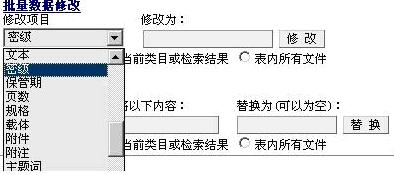 批量数据修改
修改项目 修改为：
密级 修 改
文本 当前类目或检索结果 表内所有文件
密级
保管期
页数
规格 以下内容： 替换为(可以为空)：
载体 替 换
附件
附注 当前类目或检索结果 表内所有文件
主题词